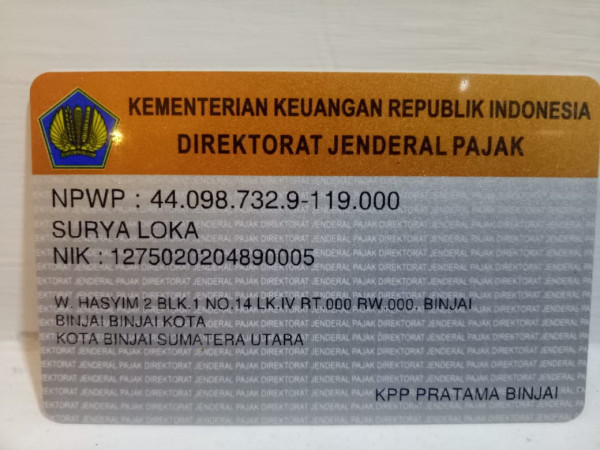 KEMENTERIAN KEUANGAN REPUBLIK INDONESIA
DIREKTORAT JENDERAL PAJAK
NPWP : 44.098.732.9-119.000
SURYA LOKA
NIK : 1275020204890005
W. HASYIM 2 BLK.1 NO.14 LK.IV RT.000 RW.000. BINJAI
BINJAI BINJAI KOTA
KOTA BINJAI SUMATERA UTARA
KPP PRATAMA BINJAI